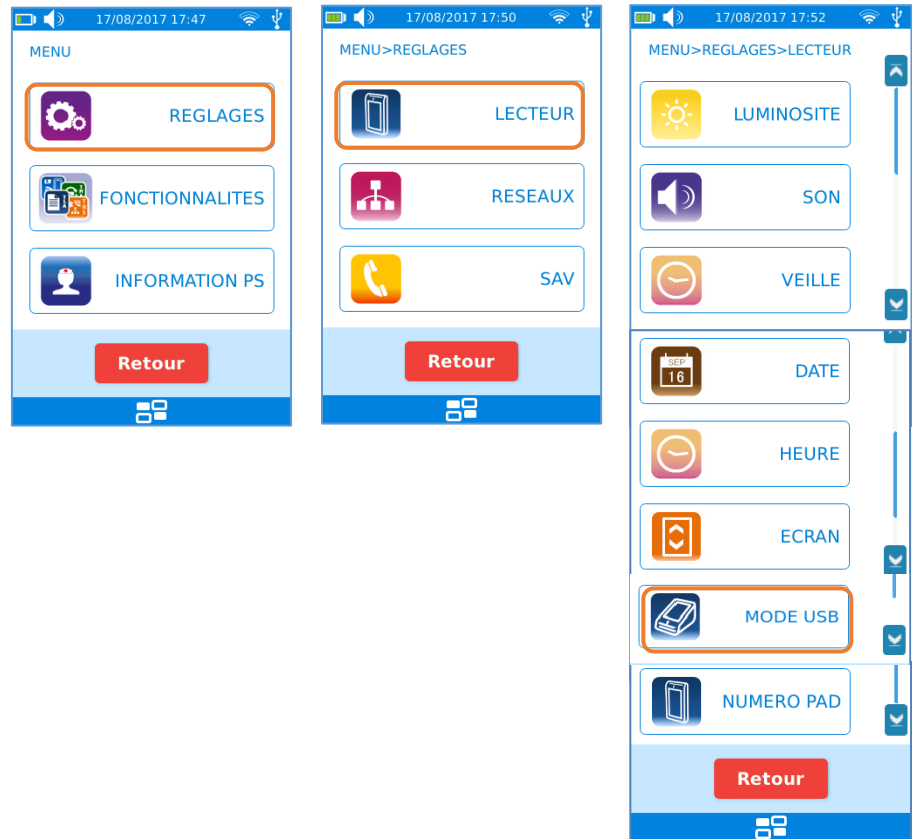 17/08/2017 17:47
MENU
REGLAGES
FONCTIONNALITES
INFORMATION PS
Retour
17/08/2017 17:50
MENU>REGLAGES
LECTEUR
RESEAUX
SAV
Retour
17/08/2017 17:52
MENU>REGLAGES>LECTEUR
LUMINOSITE
SON
VEILLE
SEP
16
DATE
HEURE
ECRAN
MODE USB
NUMERO PAD
Retour